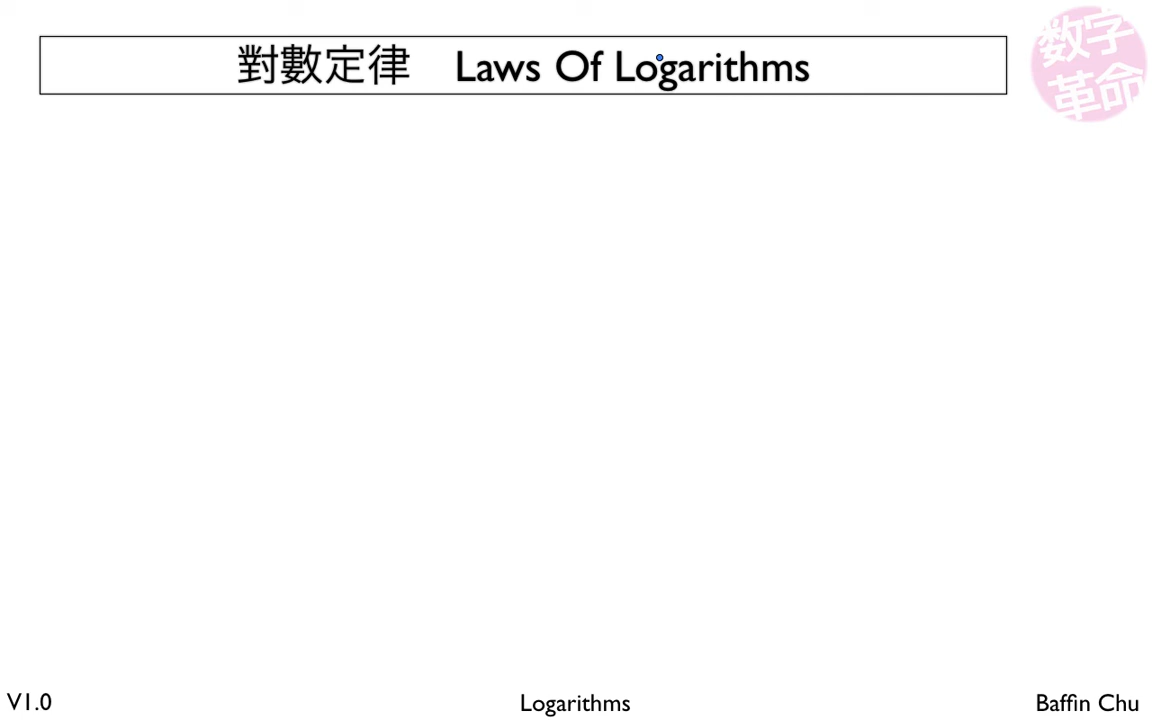 對數定律 Laws Of Logarithms
数字
革命
V1.0
Logarithms
Baffin Chu